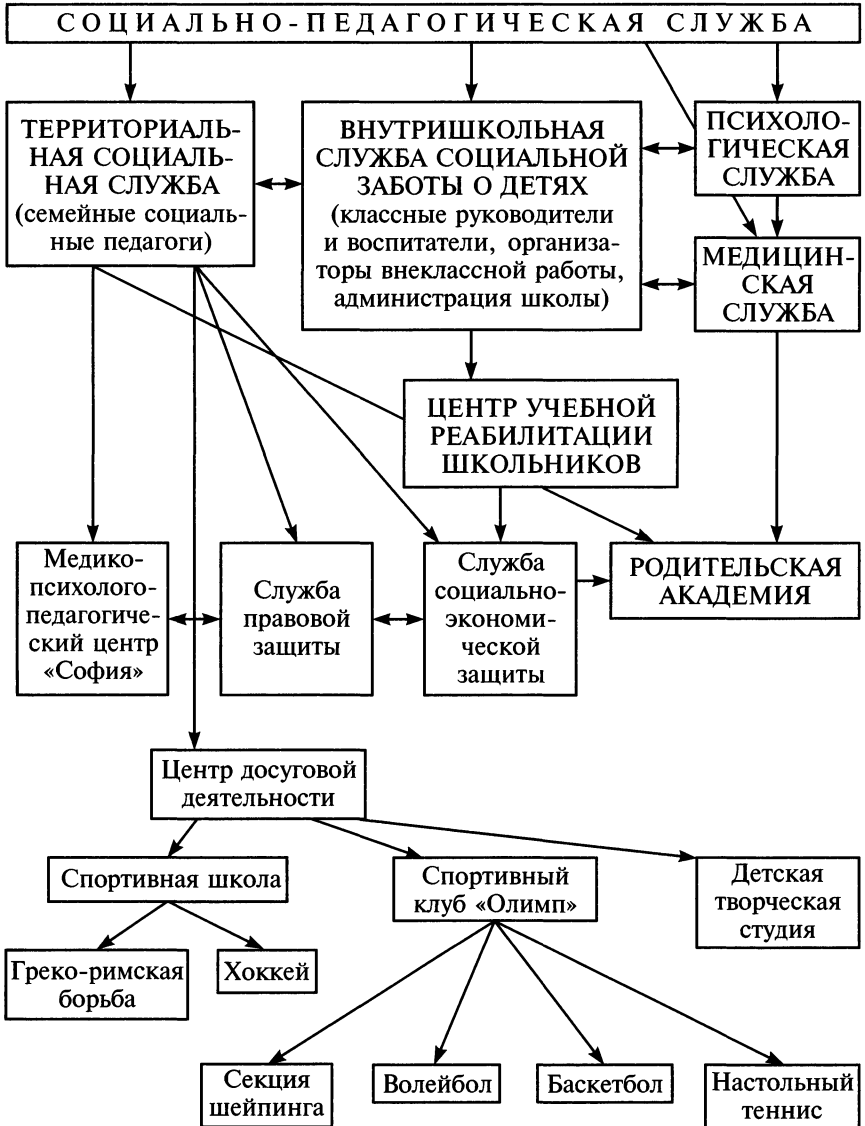 СОЦИАЛЬНО-ПЕДАГОГИЧЕСКАЯ СЛУЖБА
ТЕРРИТОРИАЛЬ-
НАЯ СОЦИАЛЬ-
НАЯ СЛУЖБА
(семейные социаль-
ные педагоги)
ВНУТРИШКОЛЬНАЯ
СЛУЖБА СОЦИАЛЬНОЙ
ЗАБОТЫ О ДЕТЯХ
(классные руководители
и воспитатели, организа-
торы внеклассной работы,
администрация школы)
ПСИХОЛО-
ГИЧЕСКАЯ
СЛУЖБА
МЕДИЦИН-
СКАЯ
СЛУЖБА
ЦЕНТР УЧЕБНОЙ
РЕАБИЛИТАЦИИ
ШКОЛЬНИКОВ
Медико-
психолого-
педагогиче-
ский центр
«София»
Служба
правовой
защиты
Служба
социально-
экономи-
ческой
защиты
РОДИТЕЛЬСКАЯ
АКАДЕМИЯ
Центр досуговой
деятельности
Спортивная школа
Спортивный
клуб «Олимп»
Детская
творческая
студия
Греко-римская
борьба
Хоккей
Секция
шейпинга
Волейбол
Баскетбол
Настольный
теннис